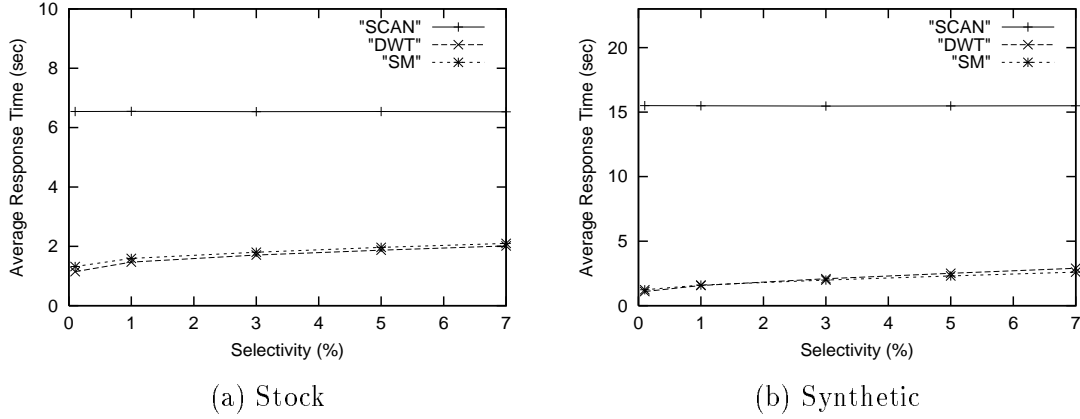 10
8
6
4
2
0
0 1 2 3 4 5 6 7
Average Response Time (sec)
Selectivity (%)
"SCAN"
"DWT"
"SM"
(a) Stock
20
15
10
5
0
0 1 2 3 4 5 6 7
Average Response Time (sec)
Selectivity (%)
"SCAN"
"DWT"
"SM"
(b) Synthetic